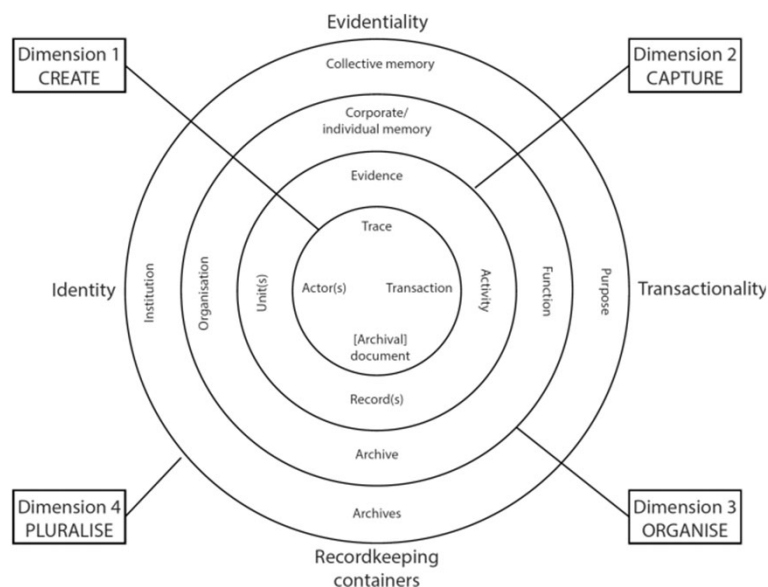 Evidentiality
Dimension 1
CREATE
Dimension 2
CAPTURE
Collective memory
Corporate/
individual memory
Evidence
Trace
Identity
Institution
Organisation
Unit(s)
Actor(s)
Transaction
Activity
Function
Purpose
Transactionality
[Archival]
document
Record(s)
Archive
Archives
Dimension 4
PLURALISE
Dimension 3
ORGANISE
Recordkeeping
containers